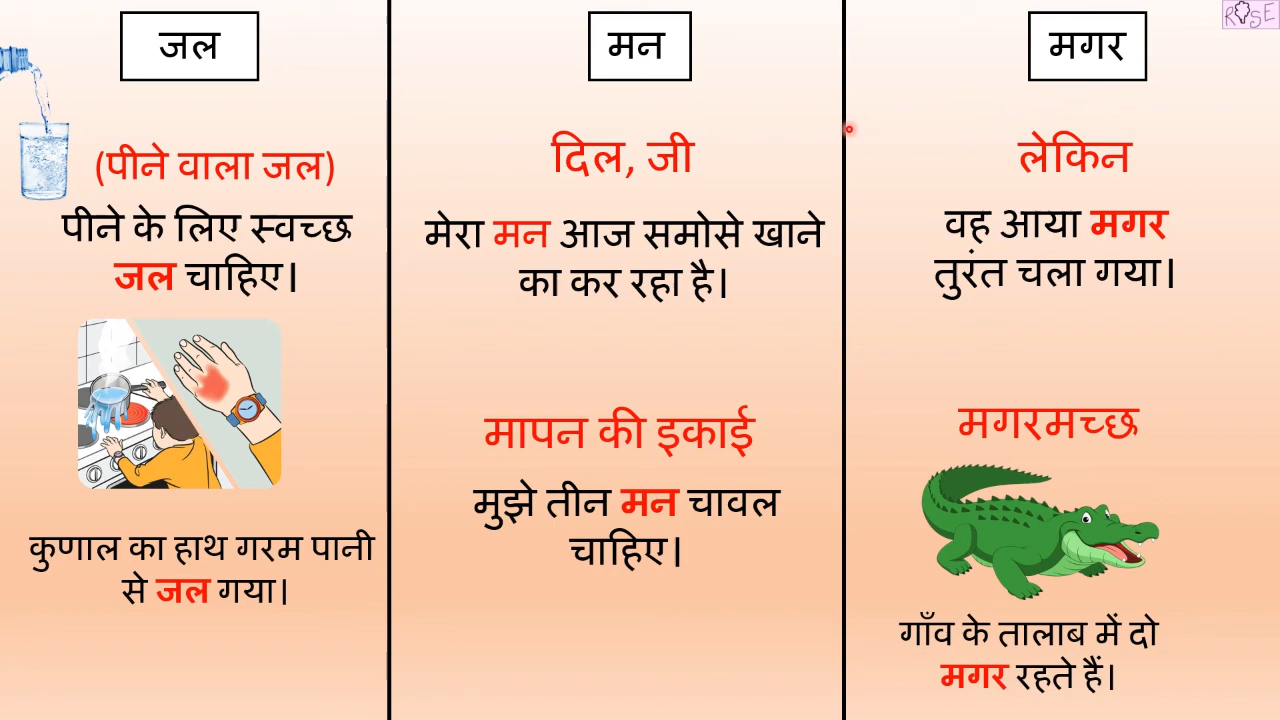 जल
(पीने वाला जल)
पीने के लिए स्वच्छ
जल चाहिए।
कुणाल का हाथ गरम पानी
से जल गया।
मन
दिल, जी
मेरा मन आज समोसे खाने
का कर रहा है।
मापन की इकाई
मुझे तीन मन चावल
चाहिए।
मगर
लेकिन
वह आया मगर
तुरंत चला गया।
मगरमच्छ
गाँव के तालाब में दो
मगर रहते हैं।
ROSE